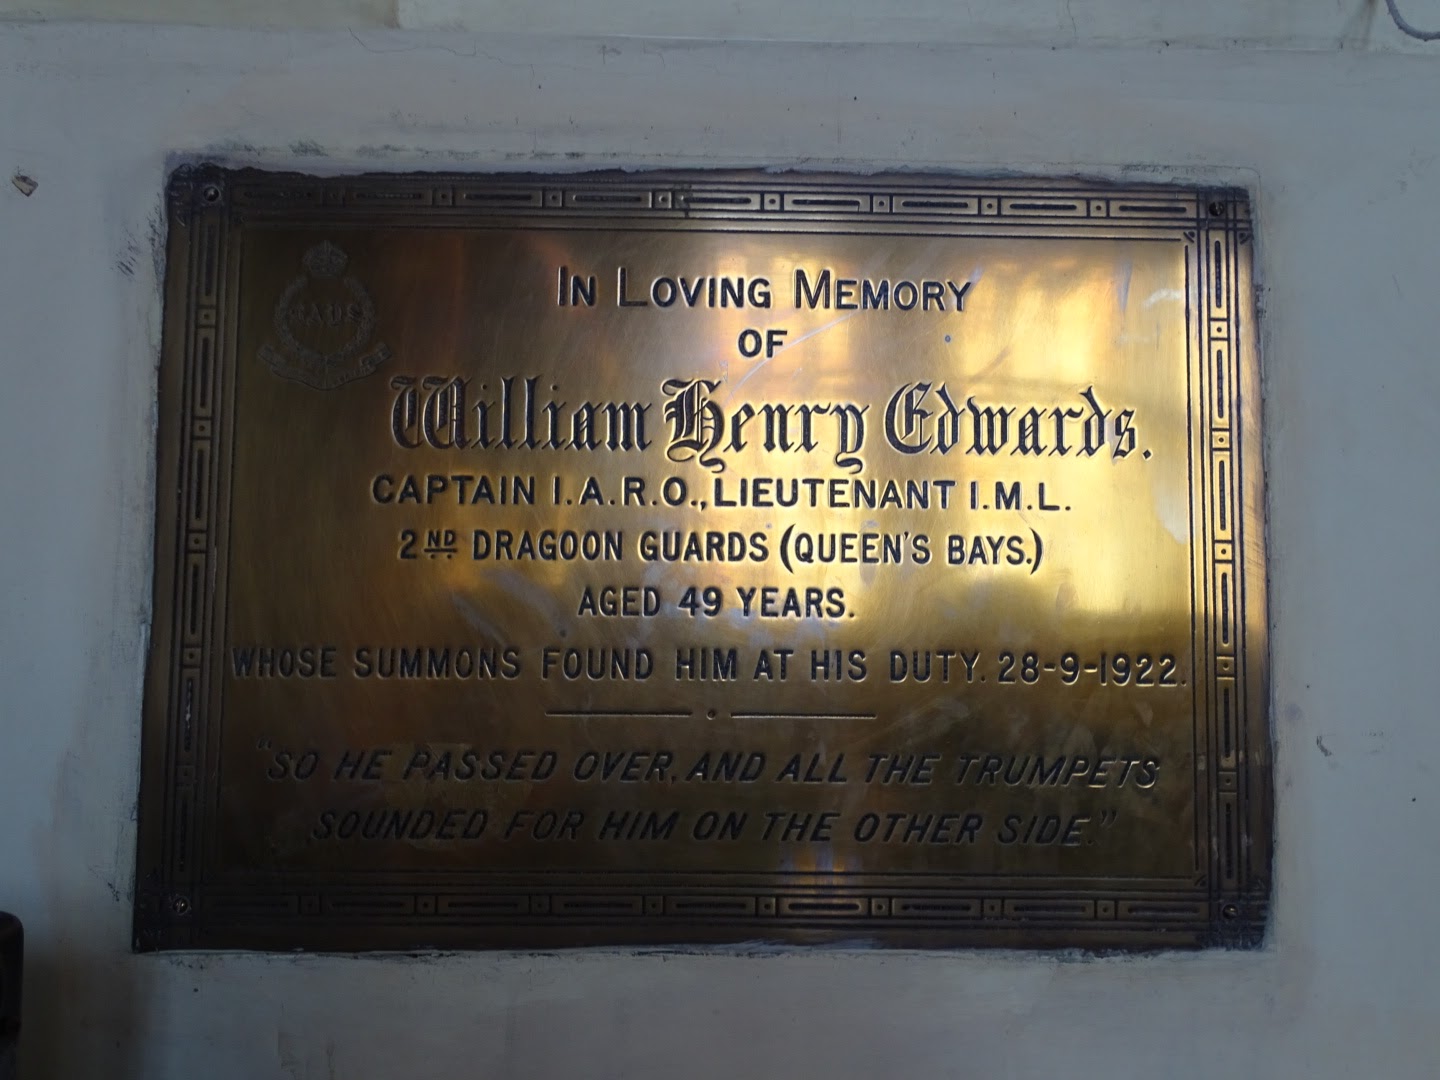 IN LOVING MEMORY
OF
William Henry Edwards.
CAPTAIN I.A.R.O., LIEUTENANT I.M.L.
2ND DRAGOON GUARDS (QUEEN'S BAYS.)
AGED 49 YEARS.
WHOSE SUMMONS FOUND HIM AT HIS DUTY. 28-9-1922.
"SO HE PASSED OVER, AND ALL THE TRUMPETS
SOUNDED FOR HIM ON THE OTHER SIDE."